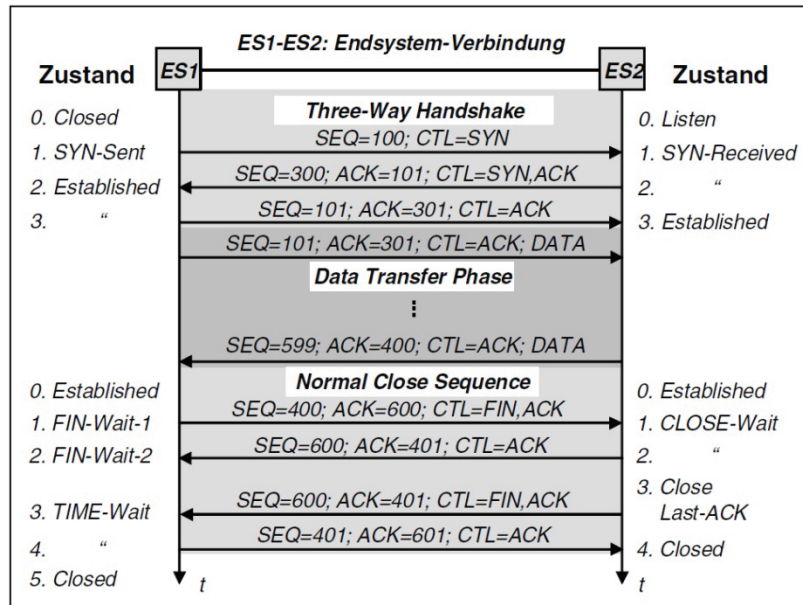 ES1-ES2: Endsystem-Verbindung
Zustand ES1 ES2 Zustand
Three-Way Handshake
0. Closed 0. Listen
SEQ=100; CTL=SYN
1. SYN-Sent 1. SYN-Received
SEQ=300; ACK=101; CTL=SYN,ACK
2. Established 2. “
SEQ=101; ACK=301; CTL=ACK
3. “ 3. Established
SEQ=101; ACK=301; CTL=ACK; DATA
Data Transfer Phase
SEQ=599; ACK=400; CTL=ACK; DATA
Normal Close Sequence
0. Established 0. Established
SEQ=400; ACK=600; CTL=FIN,ACK
1. FIN-Wait-1 1. CLOSE-Wait
SEQ=600; ACK=401; CTL=ACK
2. FIN-Wait-2 2. “
SEQ=600; ACK=401; CTL=FIN,ACK
3. Close
3. TIME-Wait Last-ACK
SEQ=401; ACK=601; CTL=ACK
4. “ 4. Closed
5. Closed t t